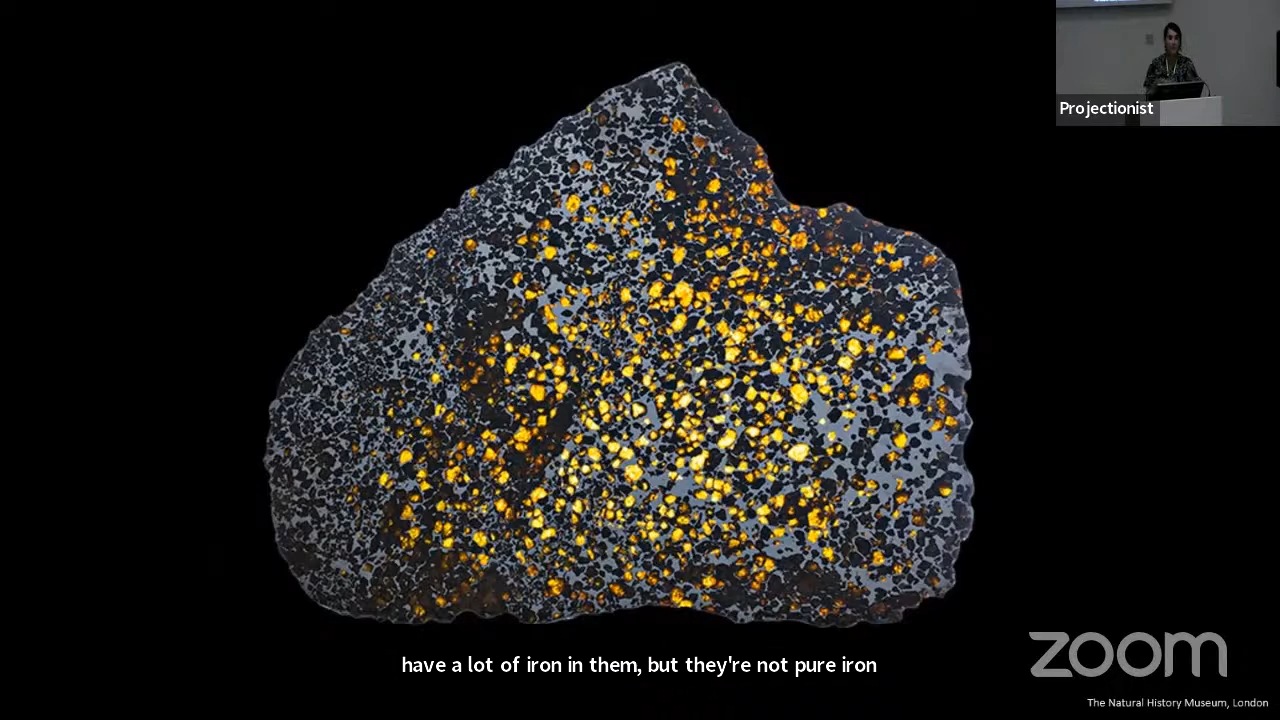 Projectionist
have a lot of iron in them, but they're not pure iron
zoom
The Natural History Museum, London